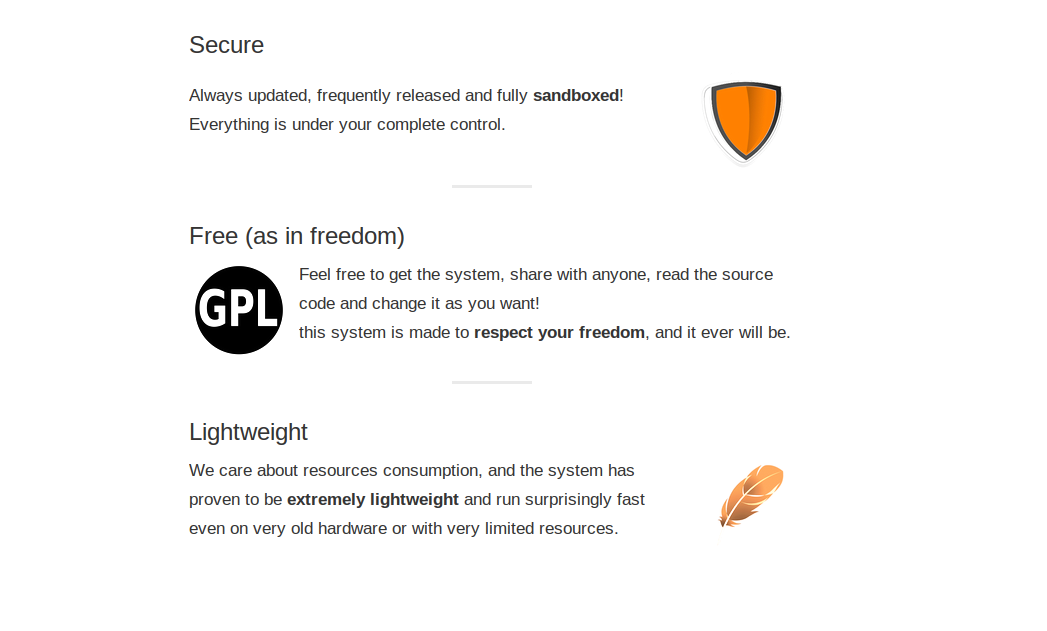 Secure
Always updated, frequently released and fully sandboxed!
Everything is under your complete control.
Free (as in freedom)
GPL
Feel free to get the system, share with anyone, read the source
code and change it as you want!
this system is made to respect your freedom, and it ever will be.
Lightweight
We care about resources consumption, and the system has
proven to be extremely lightweight and run surprisingly fast
even on very old hardware or with very limited resources.